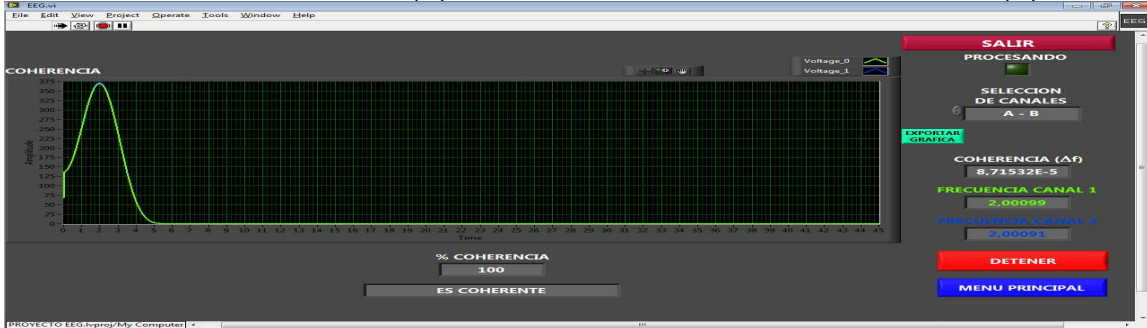 EEG.vi
File Edit View Project Operate Tools Window Help
EEG
SALIR
PROCESANDO
COHERENCIA
Voltage_0
Voltage_1
375
350
325
300
275
250
225
200
175
150
125
100
75
50
25
0
Amplitude
0 1 2 3 4 5 6 7 8 9 10 11 12 13 14 15 16 17 18 19 20 21 22 23 24 25 26 27 28 29 30 31 32 33 34 35 36 37 38 39 40 41 42 43 44 45
Time
SELECCION
DE CANALES
A - B
EXPORTAR
GRAFICA
COHERENCIA (Δf)
8,71532E-5
FRECUENCIA CANAL 1
2,00099
FRECUENCIA CANAL 2
2,00091
% COHERENCIA
100
ES COHERENTE
DETENER
MENU PRINCIPAL
PROYECTO EEG.lvproj/My Computer